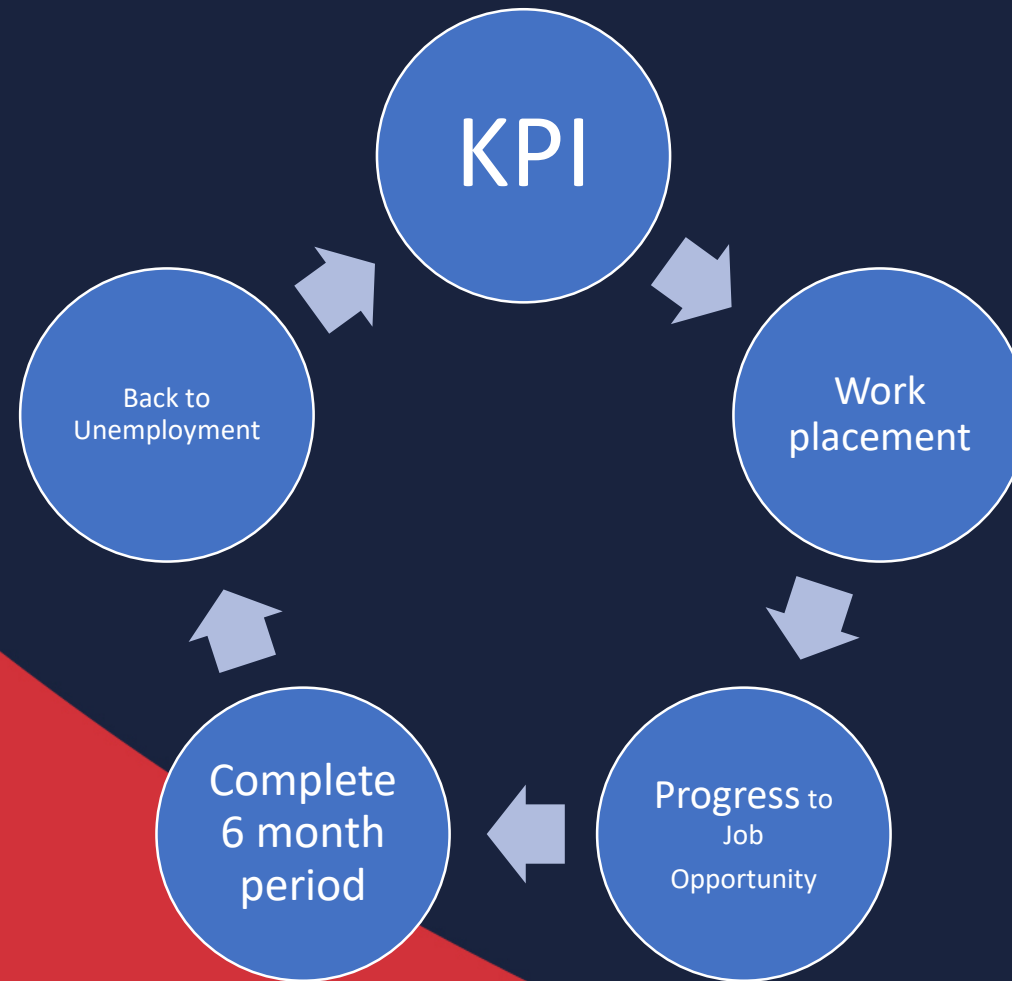 KPI
Work
placement
Progress to
Job
Opportunity
Complete
6 month
period
Back to
Unemployment